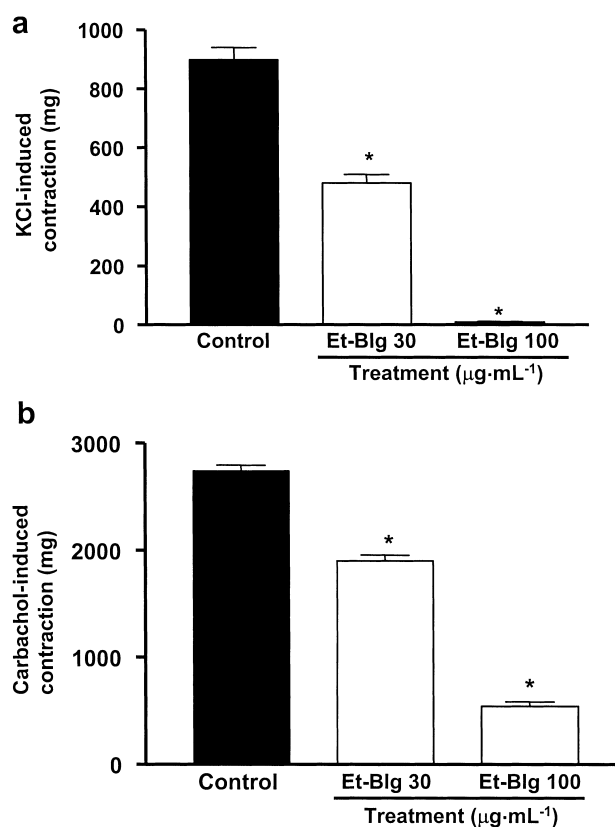 a
KCl-induced
contraction (mg)
1000
800
600
400
200
0
*
*
Control
Et-Blg 30
Et-Blg 100
Treatment (μg·mL-1)
b
Carbachol-induced
contraction (mg)
3000
2000
1000
0
*
*
Control
Et-Blg 30
Et-Blg 100
Treatment (μg·mL-1)